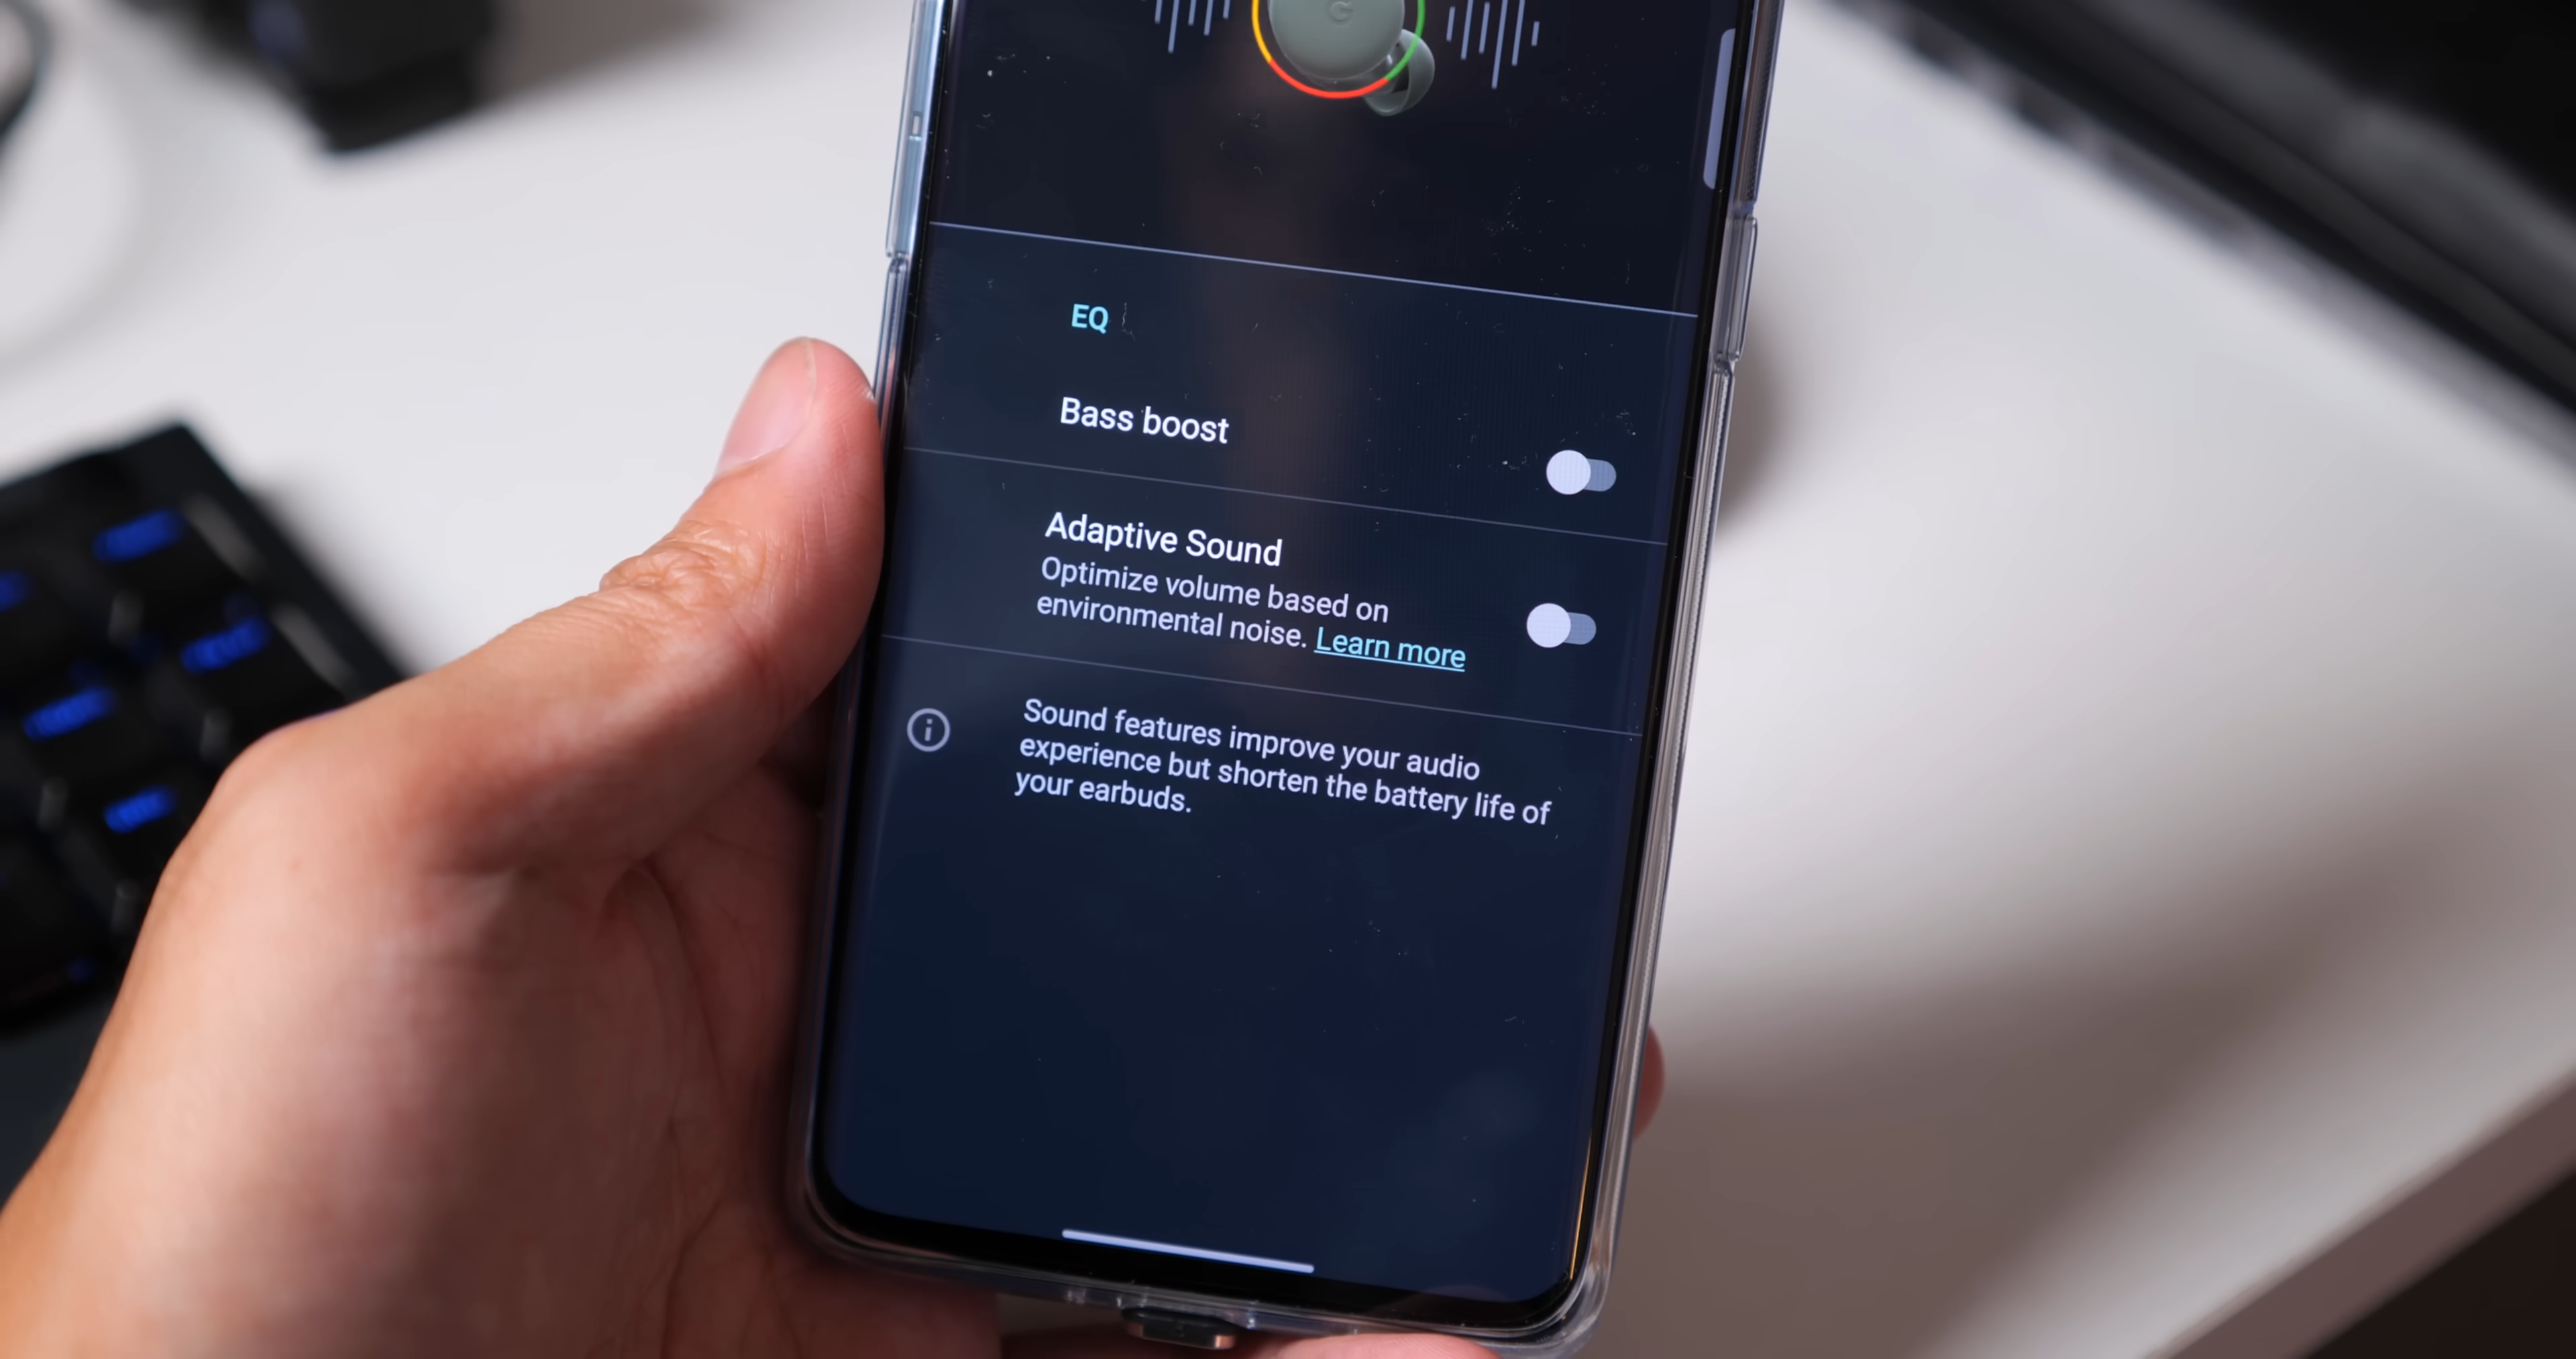 G
EQ
Bass boost
Adaptive Sound
Optimize volume based on
environmental noise. Learn more
Sound features improve your audio
experience but shorten the battery life of
your earbuds.